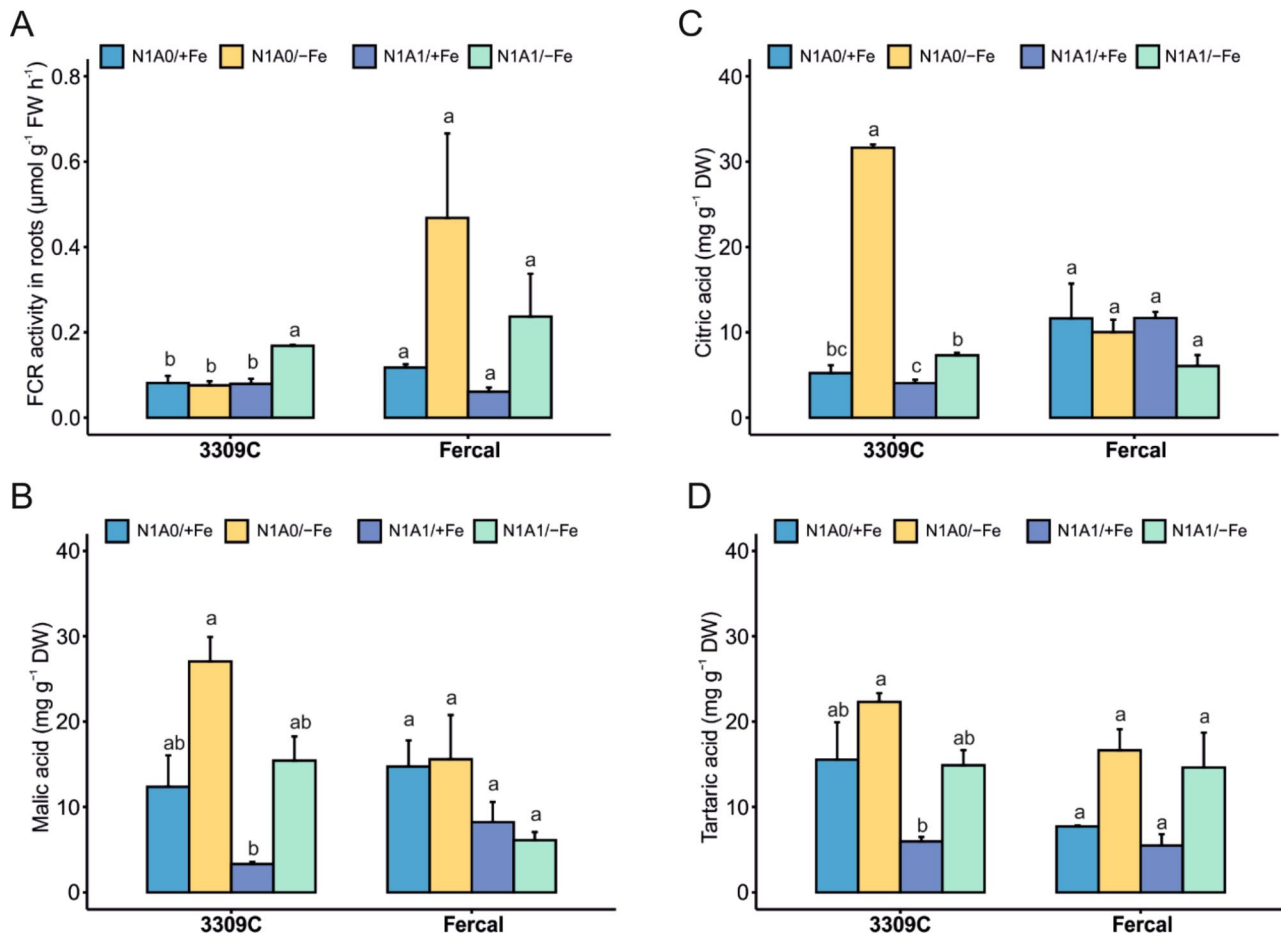 A
N1A0/+Fe N1A0/−Fe N1A1/+Fe N1A1/−Fe
FCR activity in roots (µmol g⁻¹ FW h⁻¹)
0.8
0.6
0.4
0.2
0.0
b b b a
a a a a
3309C Fercal
C
N1A0/+Fe N1A0/−Fe N1A1/+Fe N1A1/−Fe
Citric acid (mg g⁻¹ DW)
40
30
20
10
0
bc a c b
a a a a
3309C Fercal
B
N1A0/+Fe N1A0/−Fe N1A1/+Fe N1A1/−Fe
Malic acid (mg g⁻¹ DW)
40
30
20
10
0
ab a b ab
a a a a
3309C Fercal
D
N1A0/+Fe N1A0/−Fe N1A1/+Fe N1A1/−Fe
Tartaric acid (mg g⁻¹ DW)
40
30
20
10
0
ab a b ab
a a a a
3309C Fercal